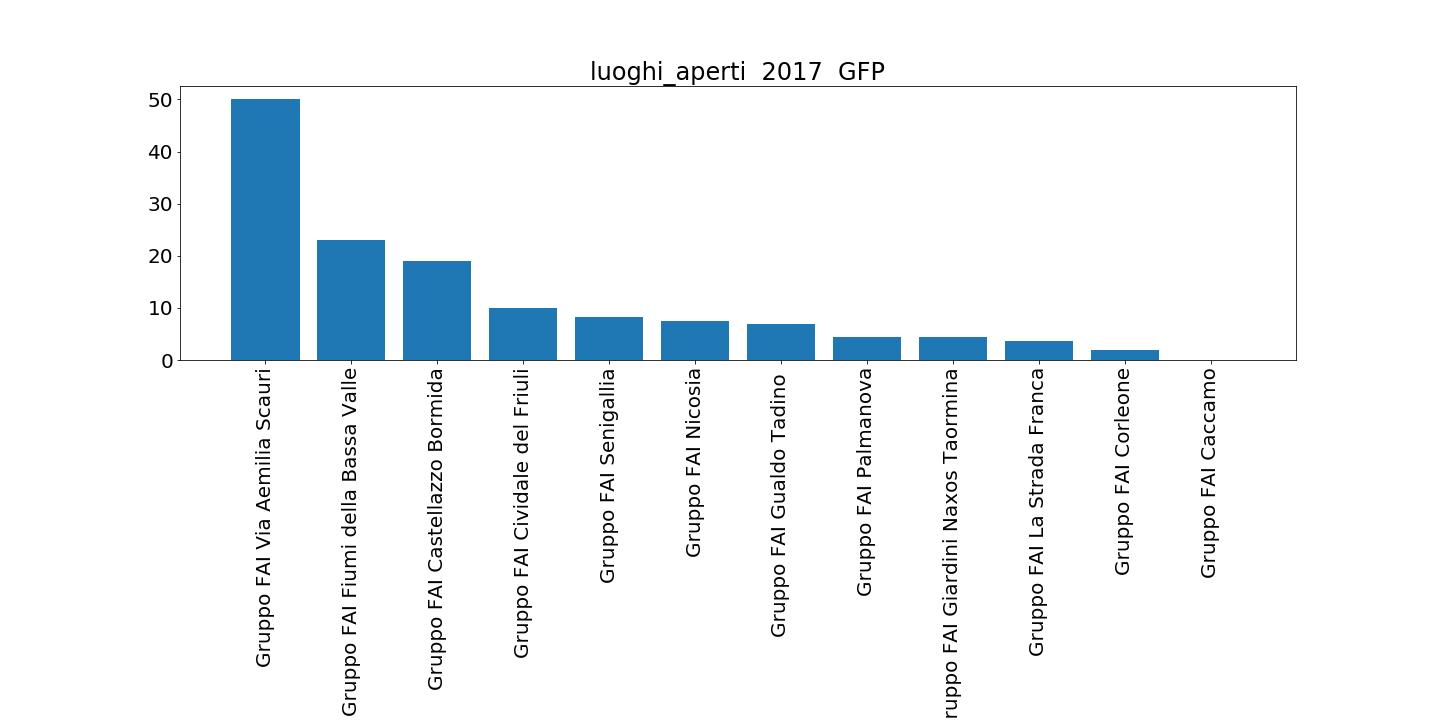 luoghi_aperti 2017 GFP
50
40
30
20
10
0
Gruppo FAI Via Aemilia Scauri
Gruppo FAI Fiumi della Bassa Valle
Gruppo FAI Castellazzo Bormida
Gruppo FAI Cividale del Friuli
Gruppo FAI Senigallia
Gruppo FAI Nicosia
Gruppo FAI Gualdo Tadino
Gruppo FAI Palmanova
ruppo FAI Giardini Naxos Taormina
Gruppo FAI La Strada Franca
Gruppo FAI Corleone
Gruppo FAI Caccamo